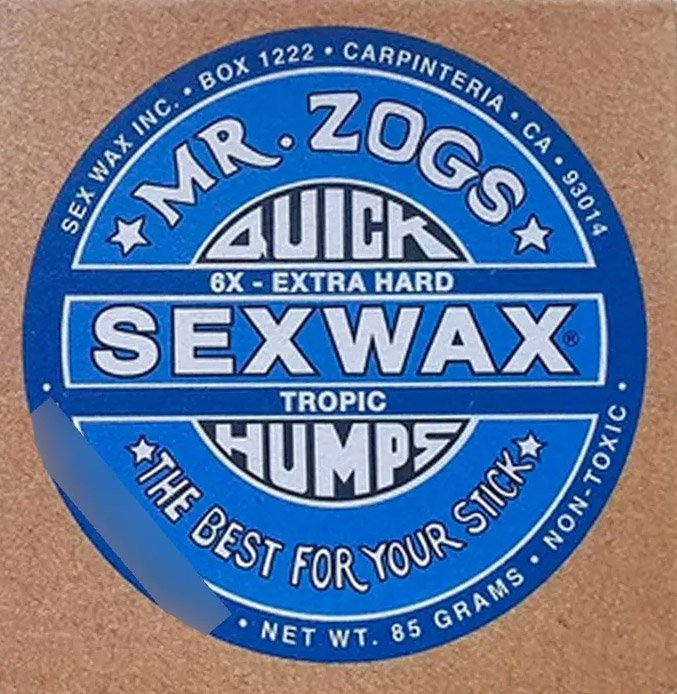 SEX WAX INC. • BOX 1222 • CARPINTERIA • CA • 93014
MR. ZOGS
QUICK
6X - EXTRA HARD
SEXWAX®
TROPIC
HUMPS
THE BEST FOR YOUR STICK
• NET WT. 85 GRAMS • NON-TOXIC •